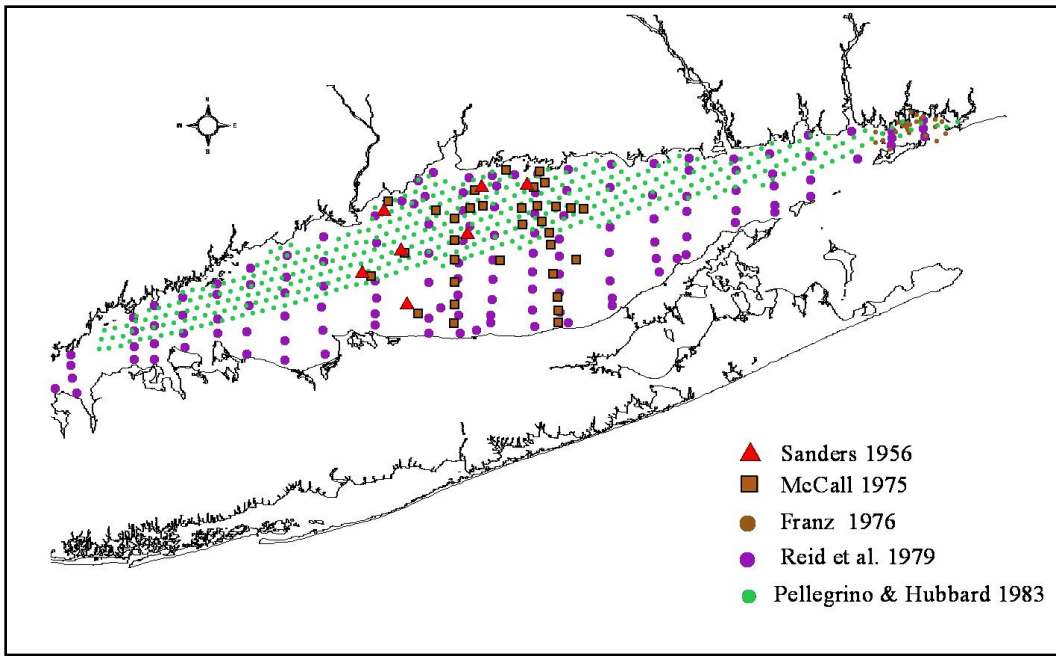 N
W E
S
Sanders 1956
McCall 1975
Franz 1976
Reid et al. 1979
Pellegrino & Hubbard 1983